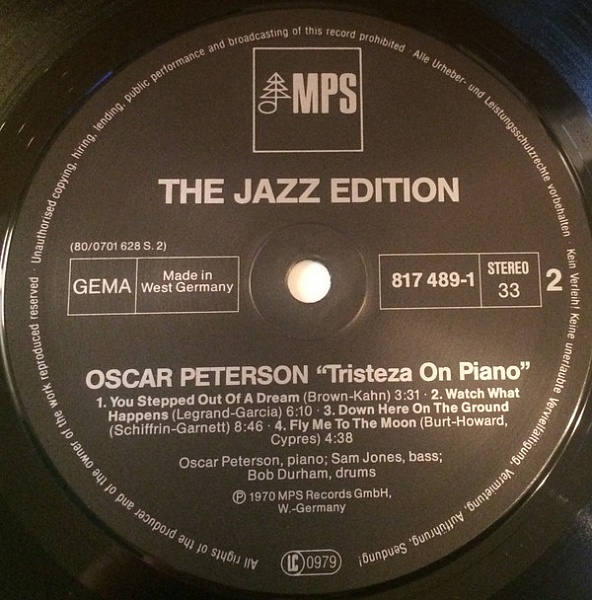 MPS
THE JAZZ EDITION
(80/0701 628 S. 2)
GEMA
Made in
West Germany
817 489-1
STEREO
33
2
OSCAR PETERSON “Tristeza On Piano”
1. You Stepped Out Of A Dream (Brown-Kahn) 3:31 · 2. Watch What
Happens (Legrand-Garcia) 6:10 · 3. Down Here On The Ground
(Schiffrin-Garnett) 8:46 · 4. Fly Me To The Moon (Burt-Howard,
Cypres) 4:38
Oscar Peterson, piano; Sam Jones, bass;
Bob Durham, drums
Ⓟ 1970 MPS Records GmbH,
W.-Germany
LC 0979
All rights of the producer and of the owner of the work reproduced reserved · Unauthorised copying, hiring, lending, public performance and broadcasting of this record prohibited · Alle Urheber- und Leistungsschutzrechte vorbehalten · Kein Verleih! Keine unerlaubte Vervielfältigung, Vermietung, Aufführung, Sendung!